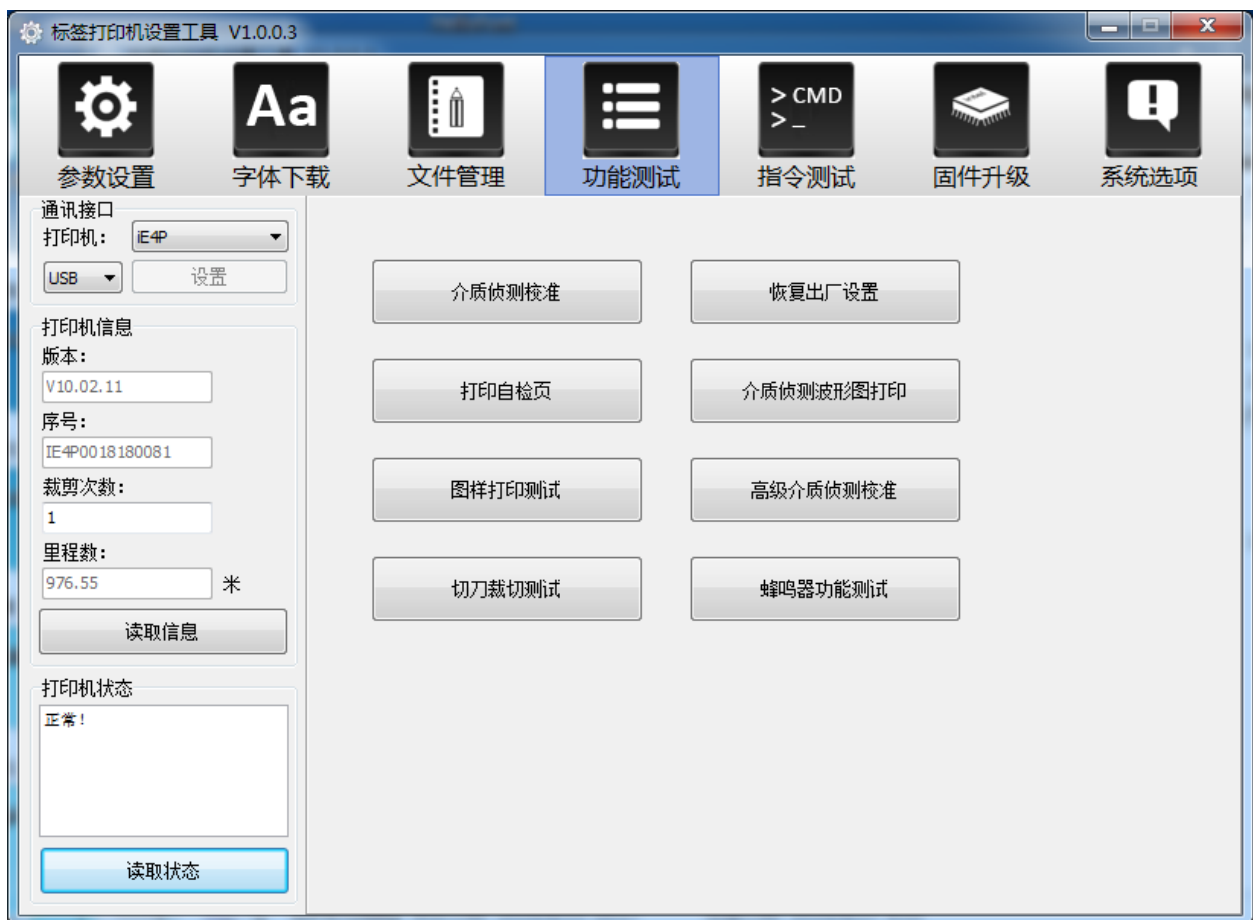 标签打印机设置工具 V1.0.0.3
Aa
> CMD
> _
参数设置 字体下载 文件管理 功能测试 指令测试 固件升级 系统选项
通讯接口
打印机： iE4P
USB 设置
打印机信息
版本：
V10.02.11
序号：
IE4P0018180081
裁剪次数：
1
里程数：
976.55 米
读取信息
打印机状态
正常！
读取状态
介质侦测校准 恢复出厂设置
打印自检页 介质侦测波形图打印
图样打印测试 高级介质侦测校准
切刀裁切测试 蜂鸣器功能测试